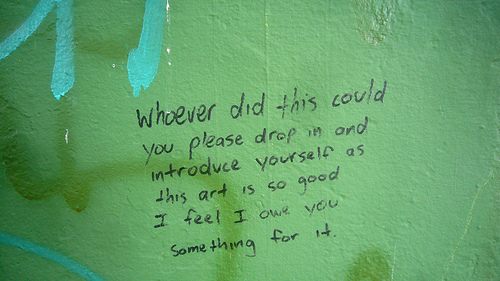 Whoever did this could
you please drop in and
introduce yourself as
this art is so good
I feel I owe you
something for it.